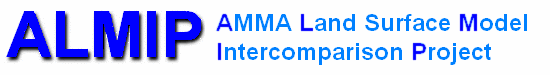 ALMIP
AMMA Land Surface Model
Intercomparison Project